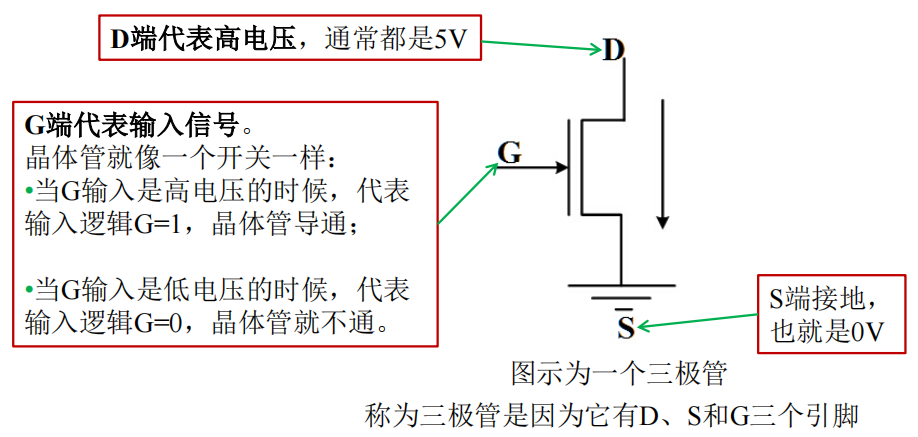 D端代表高电压，通常都是5V
D
G端代表输入信号。
晶体管就像一个开关一样：
•当G输入是高电压的时候，代表
输入逻辑G=1，晶体管导通；
•当G输入是低电压的时候，代表
输入逻辑G=0，晶体管就不通。
G
S
S端接地，
也就是0V
图示为一个三极管
称为三极管是因为它有D、S和G三个引脚